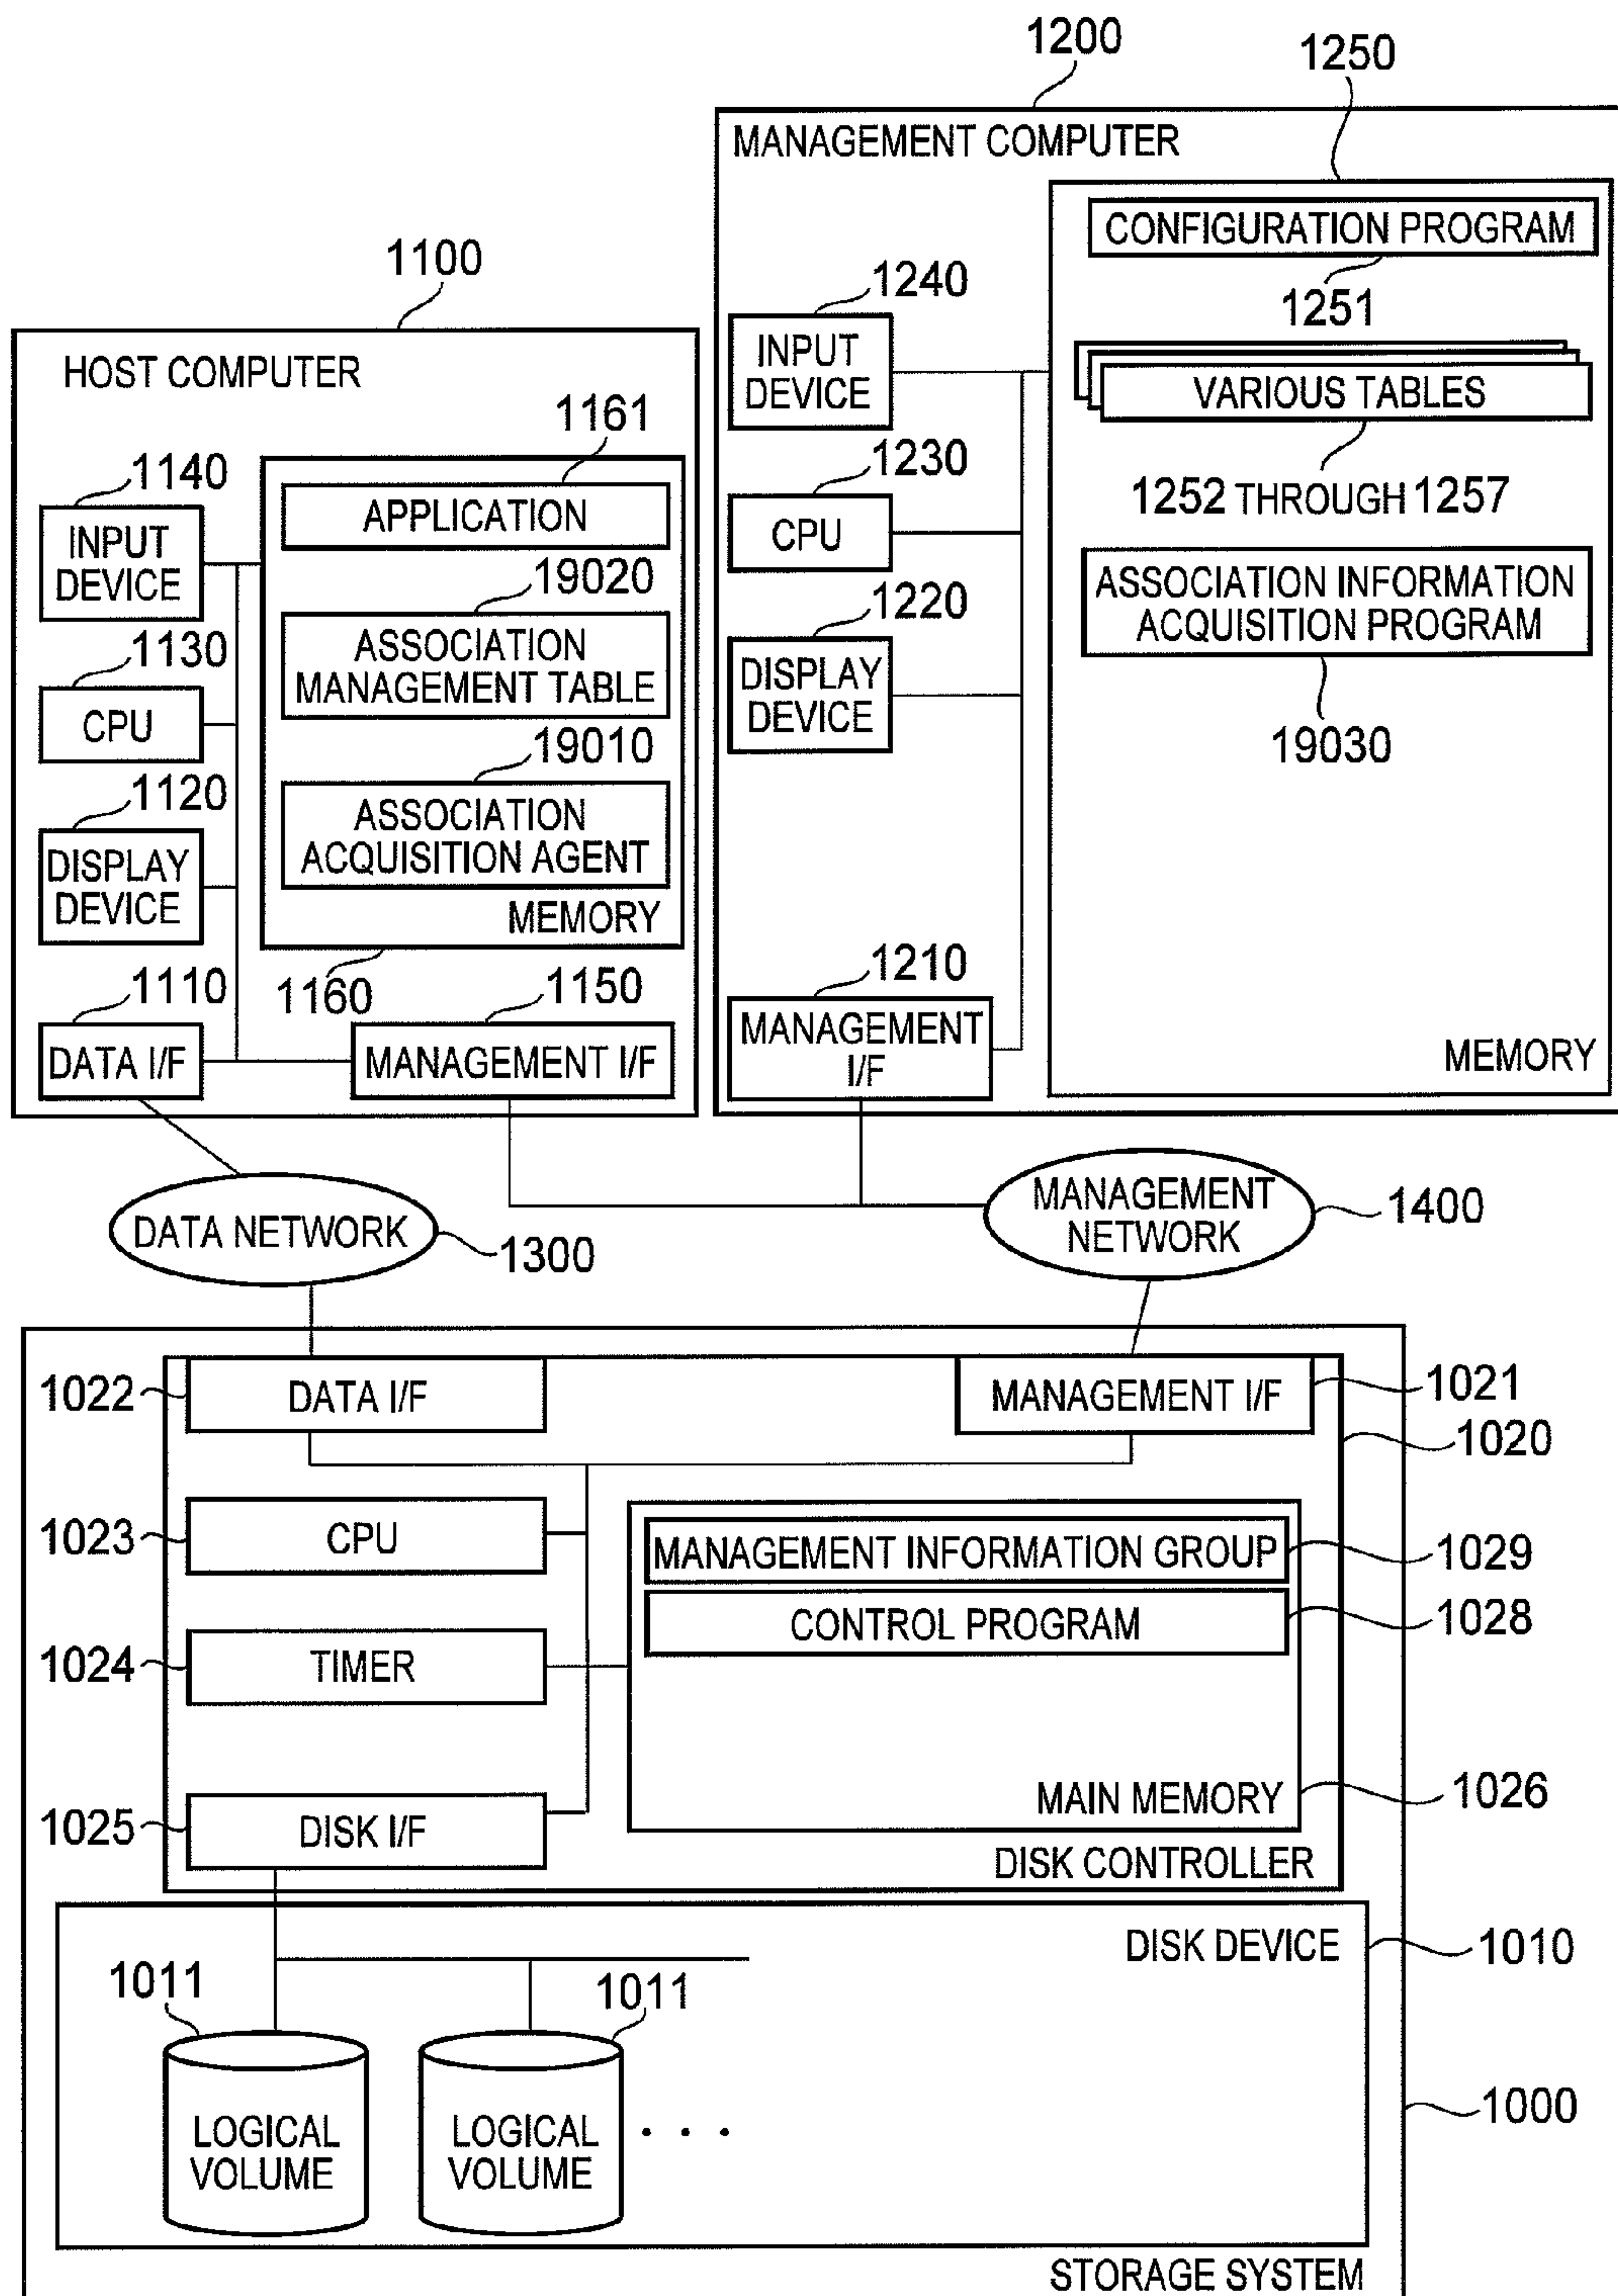 1200
1250
MANAGEMENT COMPUTER
CONFIGURATION PROGRAM
1251
VARIOUS TABLES
1252 THROUGH 1257
ASSOCIATION INFORMATION
ACQUISITION PROGRAM
19030
MEMORY
1240
INPUT
DEVICE
1230
CPU
1220
DISPLAY
DEVICE
1210
MANAGEMENT
I/F
1100
HOST COMPUTER
1161
APPLICATION
19020
ASSOCIATION
MANAGEMENT TABLE
19010
ASSOCIATION
ACQUISITION AGENT
MEMORY
1160
1140
INPUT
DEVICE
1130
CPU
1120
DISPLAY
DEVICE
1110
DATA I/F
1150
MANAGEMENT I/F
DATA NETWORK
1300
MANAGEMENT
NETWORK
1400
1022
DATA I/F
MANAGEMENT I/F
1021
1020
1023
CPU
MANAGEMENT INFORMATION GROUP
1029
CONTROL PROGRAM
1028
1024
TIMER
MAIN MEMORY
1026
1025
DISK I/F
DISK CONTROLLER
DISK DEVICE
1010
1011
1011
LOGICAL
VOLUME
LOGICAL
VOLUME
. . .
1000
STORAGE SYSTEM